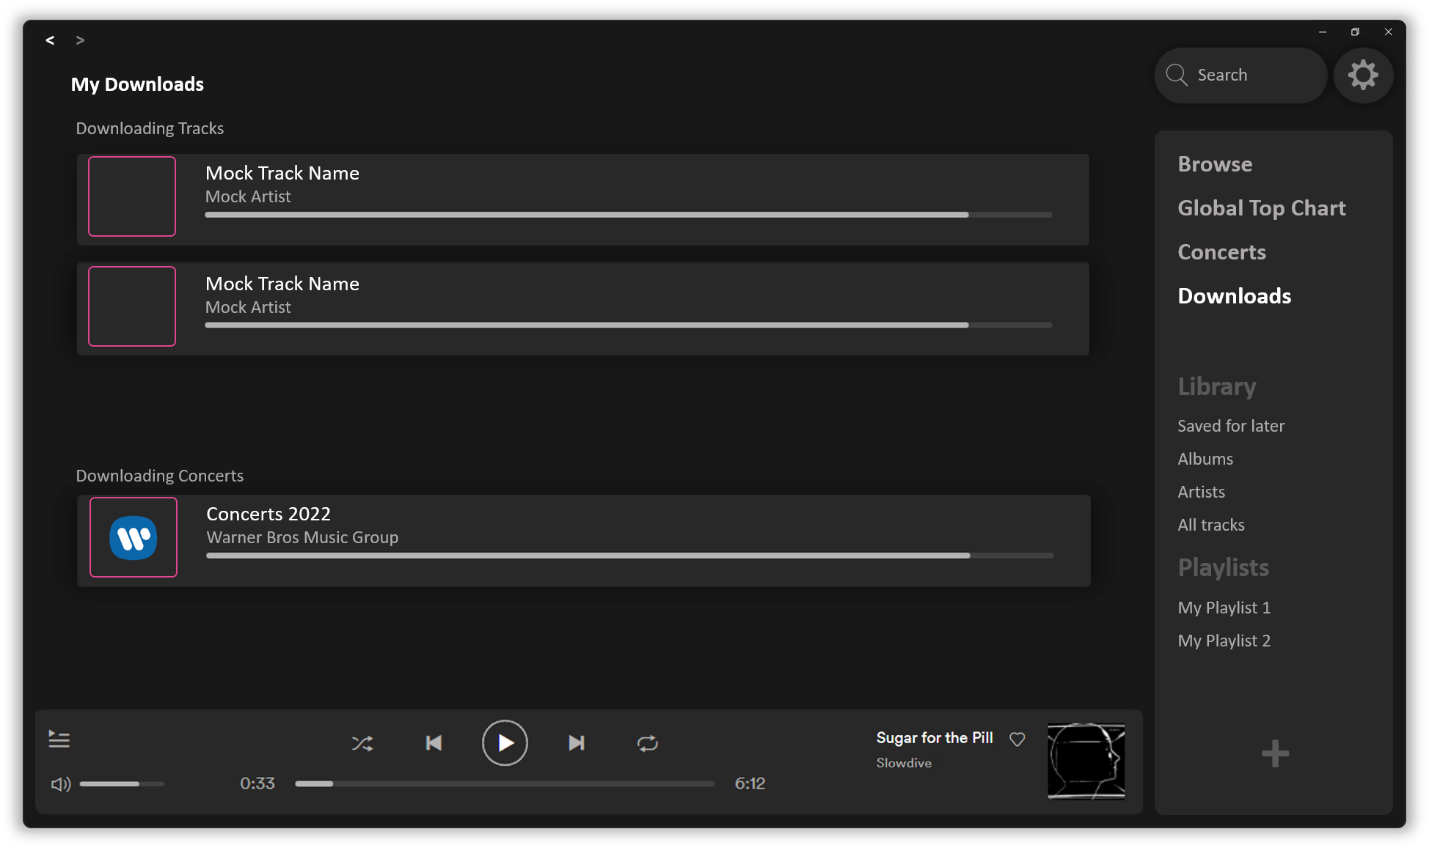 < >
My Downloads
Search
Downloading Tracks
Mock Track Name
Mock Artist
Mock Track Name
Mock Artist
Downloading Concerts
Concerts 2022
Warner Bros Music Group
Browse
Global Top Chart
Concerts
Downloads
Library
Saved for later
Albums
Artists
All tracks
Playlists
My Playlist 1
My Playlist 2
Sugar for the Pill
Slowdive
0:33
6:12